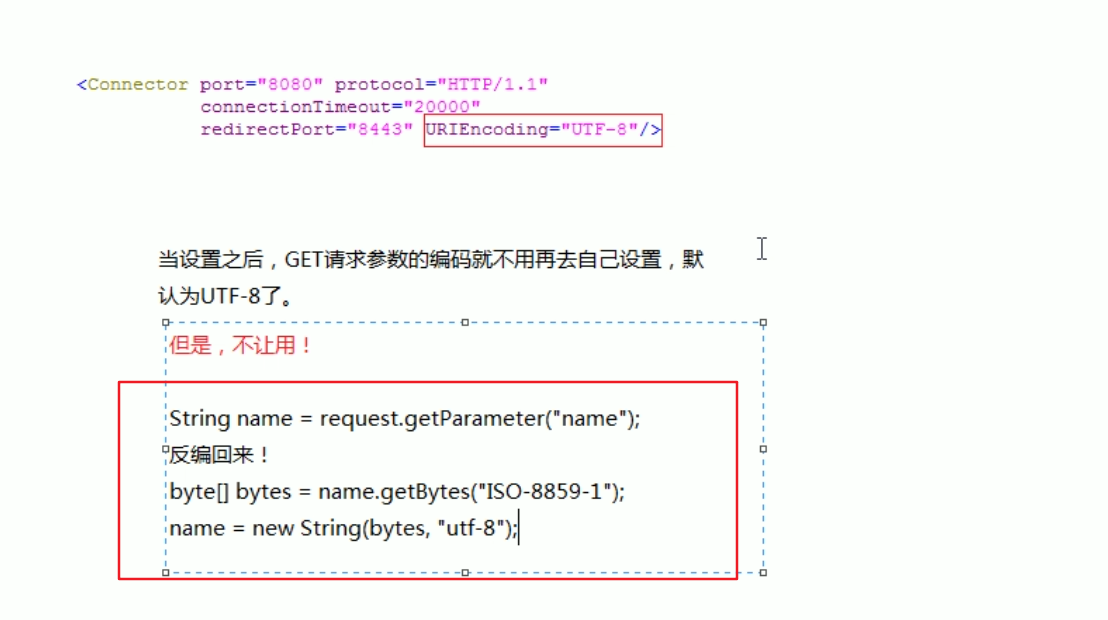 <Connector port="8080" protocol="HTTP/1.1"
connectionTimeout="20000"
redirectPort="8443" URIEncoding="UTF-8"/>
当设置之后，GET请求参数的编码就不用再去自己设置，默
认为UTF-8了。
但是，不让用！
String name = request.getParameter("name");
反编回来！
byte[] bytes = name.getBytes("ISO-8859-1");
name = new String(bytes, "utf-8");